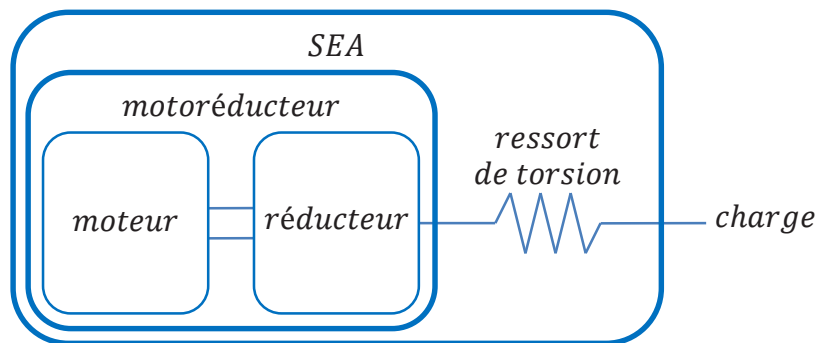 SEA
motoréducteur
ressort
de torsion
moteur
réducteur
charge